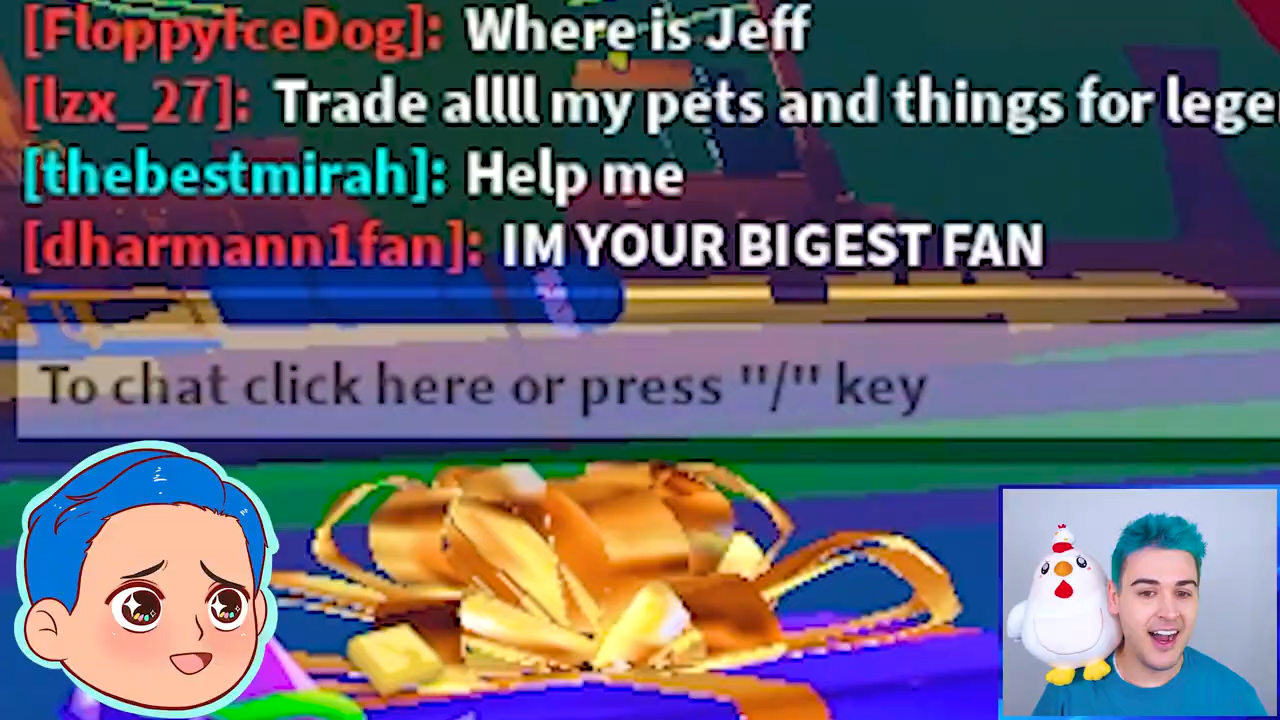 [FloppyIceDog]: Where is Jeff
[lzx_27]: Trade allll my pets and things for
[thebestmirah]: Help me
[dharmann1fan]: IM YOUR BIGEST FAN
To chat click here or press "/" key